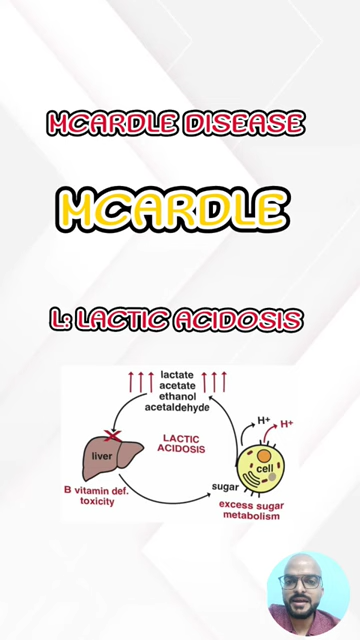 MCARDLE DISEASE
MCARDLE
L: LACTIC ACIDOSIS
lactate
acetate
ethanol
acetaldehyde
H+
H+
LACTIC
ACIDOSIS
liver
cell
sugar
B vitamin def.
toxicity
excess sugar
metabolism